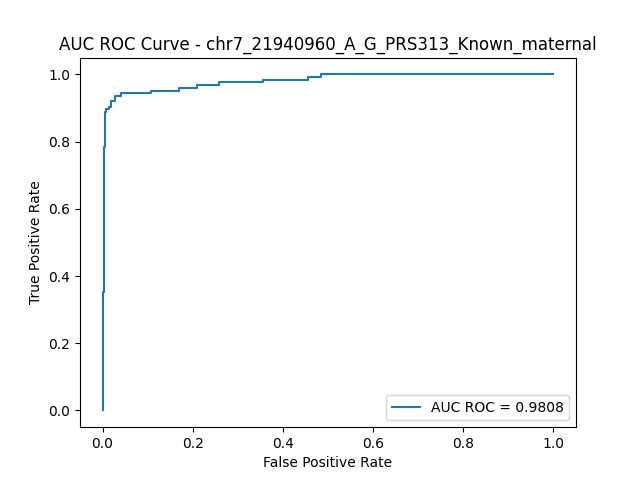 AUC ROC Curve - chr7_21940960_A_G_PRS313_Known_maternal
True Positive Rate
1.0
0.8
0.6
0.4
0.2
0.0
AUC ROC = 0.9808
0.0 0.2 0.4 0.6 0.8 1.0
False Positive Rate